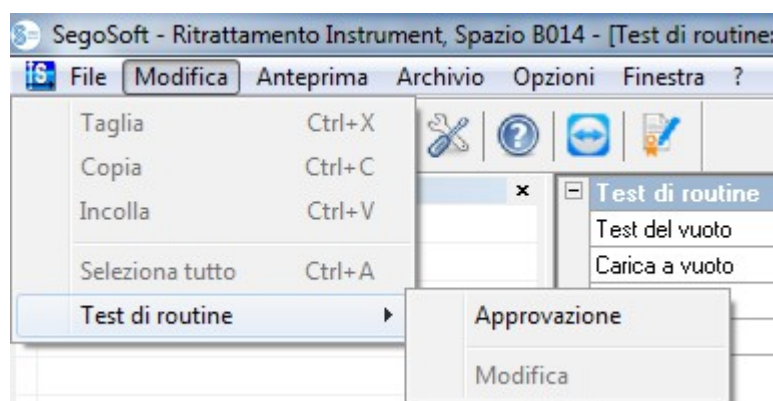 SegoSoft - Ritrattamento Instrument, Spazio B014 - [Test di routine:
File Modifica Anteprima Archivio Opzioni Finestra ?
Taglia Ctrl+X
Copia Ctrl+C
Incolla Ctrl+V
Seleziona tutto Ctrl+A
Test di routine
Approvazione
Modifica
Test di routine
Test del vuoto
Carica a vuoto